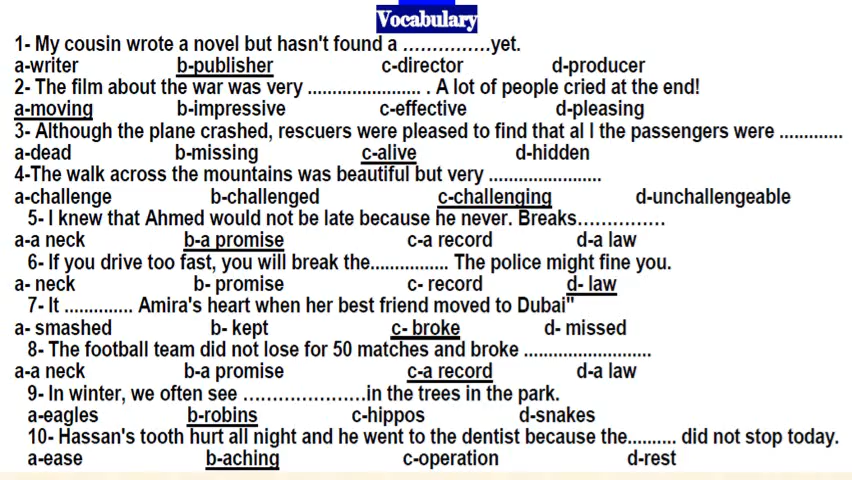 Vocabulary
1- My cousin wrote a novel but hasn't found a ……………yet.
a-writer b-publisher c-director d-producer
2- The film about the war was very ....................... . A lot of people cried at the end!
a-moving b-impressive c-effective d-pleasing
3- Although the plane crashed, rescuers were pleased to find that al l the passengers were .............
a-dead b-missing c-alive d-hidden
4-The walk across the mountains was beautiful but very .......................
a-challenge b-challenged c-challenging d-unchallengeable
5- I knew that Ahmed would not be late because he never. Breaks……………
a-a neck b-a promise c-a record d-a law
6- If you drive too fast, you will break the................ The police might fine you.
a- neck b- promise c- record d- law
7- It .............. Amira's heart when her best friend moved to Dubai"
a- smashed b- kept c- broke d- missed
8- The football team did not lose for 50 matches and broke ..........................
a-a neck b-a promise c-a record d-a law
9- In winter, we often see …………………in the trees in the park.
a-eagles b-robins c-hippos d-snakes
10- Hassan's tooth hurt all night and he went to the dentist because the.......... did not stop today.
a-ease b-aching c-operation d-rest